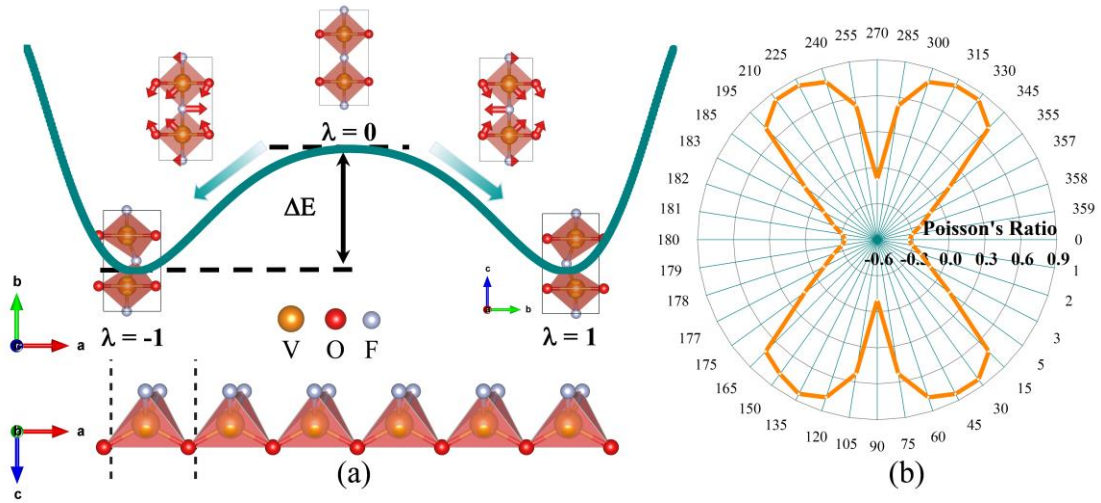 λ = 0
ΔE
b
a
c
c
b
λ = -1
V
O
F
λ = 1
b
a
c
(a)
270
255
285
240
300
225
315
210
330
195
345
185
355
183
357
182
358
181
359
Poisson's Ratio
180
0
-0.6 -0.3 0.0 0.3 0.6 0.9
179
1
178
2
177
3
175
5
165
15
150
30
135
45
120
60
105
75
90
(b)